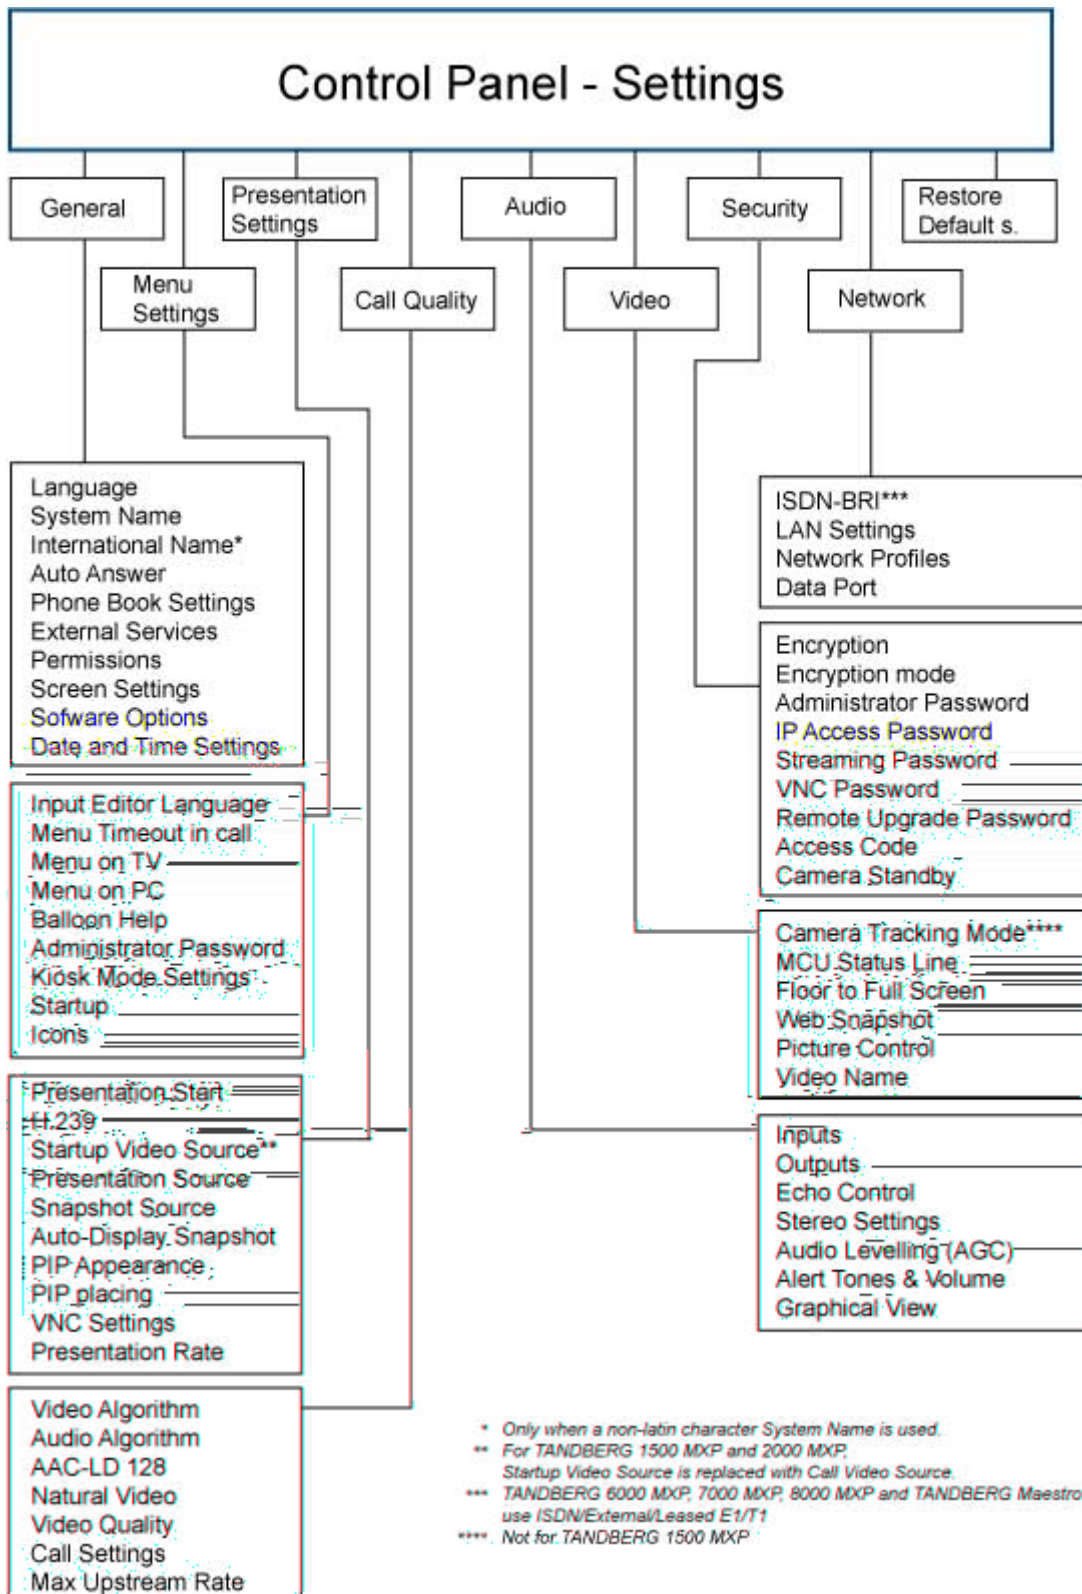 Control Panel - Settings
General
Presentation
Settings
Audio
Security
Restore
Default s.
Menu
Settings
Call Quality
Video
Network
Language
System Name
International Name*
Auto Answer
Phone Book Settings
External Services
Permissions
Screen Settings
Sofware Options
Date and Time Settings
Input Editor Language
Menu Timeout in call
Menu on TV
Menu on PC
Balloon Help
Administrator Password
Kiosk Mode Settings
Startup
Icons
Presentation Start
H.239
Startup Video Source**
Presentation Source
Snapshot Source
Auto-Display Snapshot
PIP Appearance
PIP placing
VNC Settings
Presentation Rate
Video Algorithm
Audio Algorithm
AAC-LD 128
Natural Video
Video Quality
Call Settings
Max Upstream Rate
ISDN-BRI***
LAN Settings
Network Profiles
Data Port
Encryption
Encryption mode
Administrator Password
IP Access Password
Streaming Password
VNC Password
Remote Upgrade Password
Access Code
Camera Standby
Camera Tracking Mode****
MCU Status Line
Floor to Full Screen
Web Snapshot
Picture Control
Video Name
Inputs
Outputs
Echo Control
Stereo Settings
Audio Levelling (AGC)
Alert Tones & Volume
Graphical View
* Only when a non-latin character System Name is used.
** For TANDBERG 1500 MXP and 2000 MXP,
Startup Video Source is replaced with Call Video Source.
*** TANDBERG 6000 MXP, 7000 MXP, 8000 MXP and TANDBERG Maestro
use ISDN/External/Leased E1/T1
**** Not for TANDBERG 1500 MXP